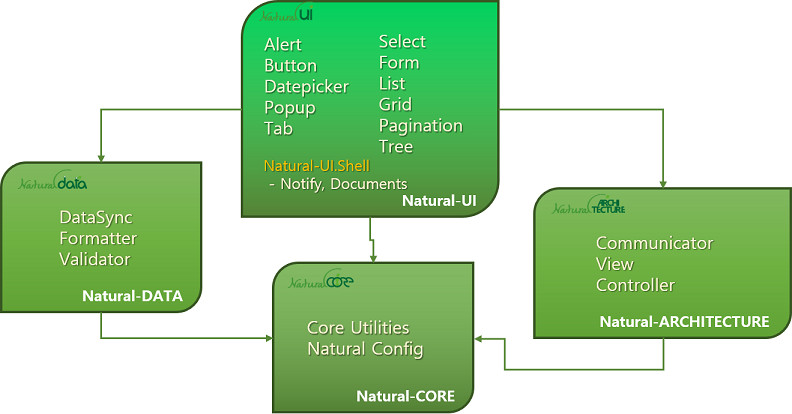 Natural UI
Alert
Button
Datepicker
Popup
Tab
Select
Form
List
Grid
Pagination
Tree
Natural-UI.Shell
- Notify, Documents
Natural-UI
Natural data
DataSync
Formatter
Validator
Natural-DATA
Natural ARCHITECTURE
Communicator
View
Controller
Natural-ARCHITECTURE
Natural CORE
Core Utilities
Natural Config
Natural-CORE